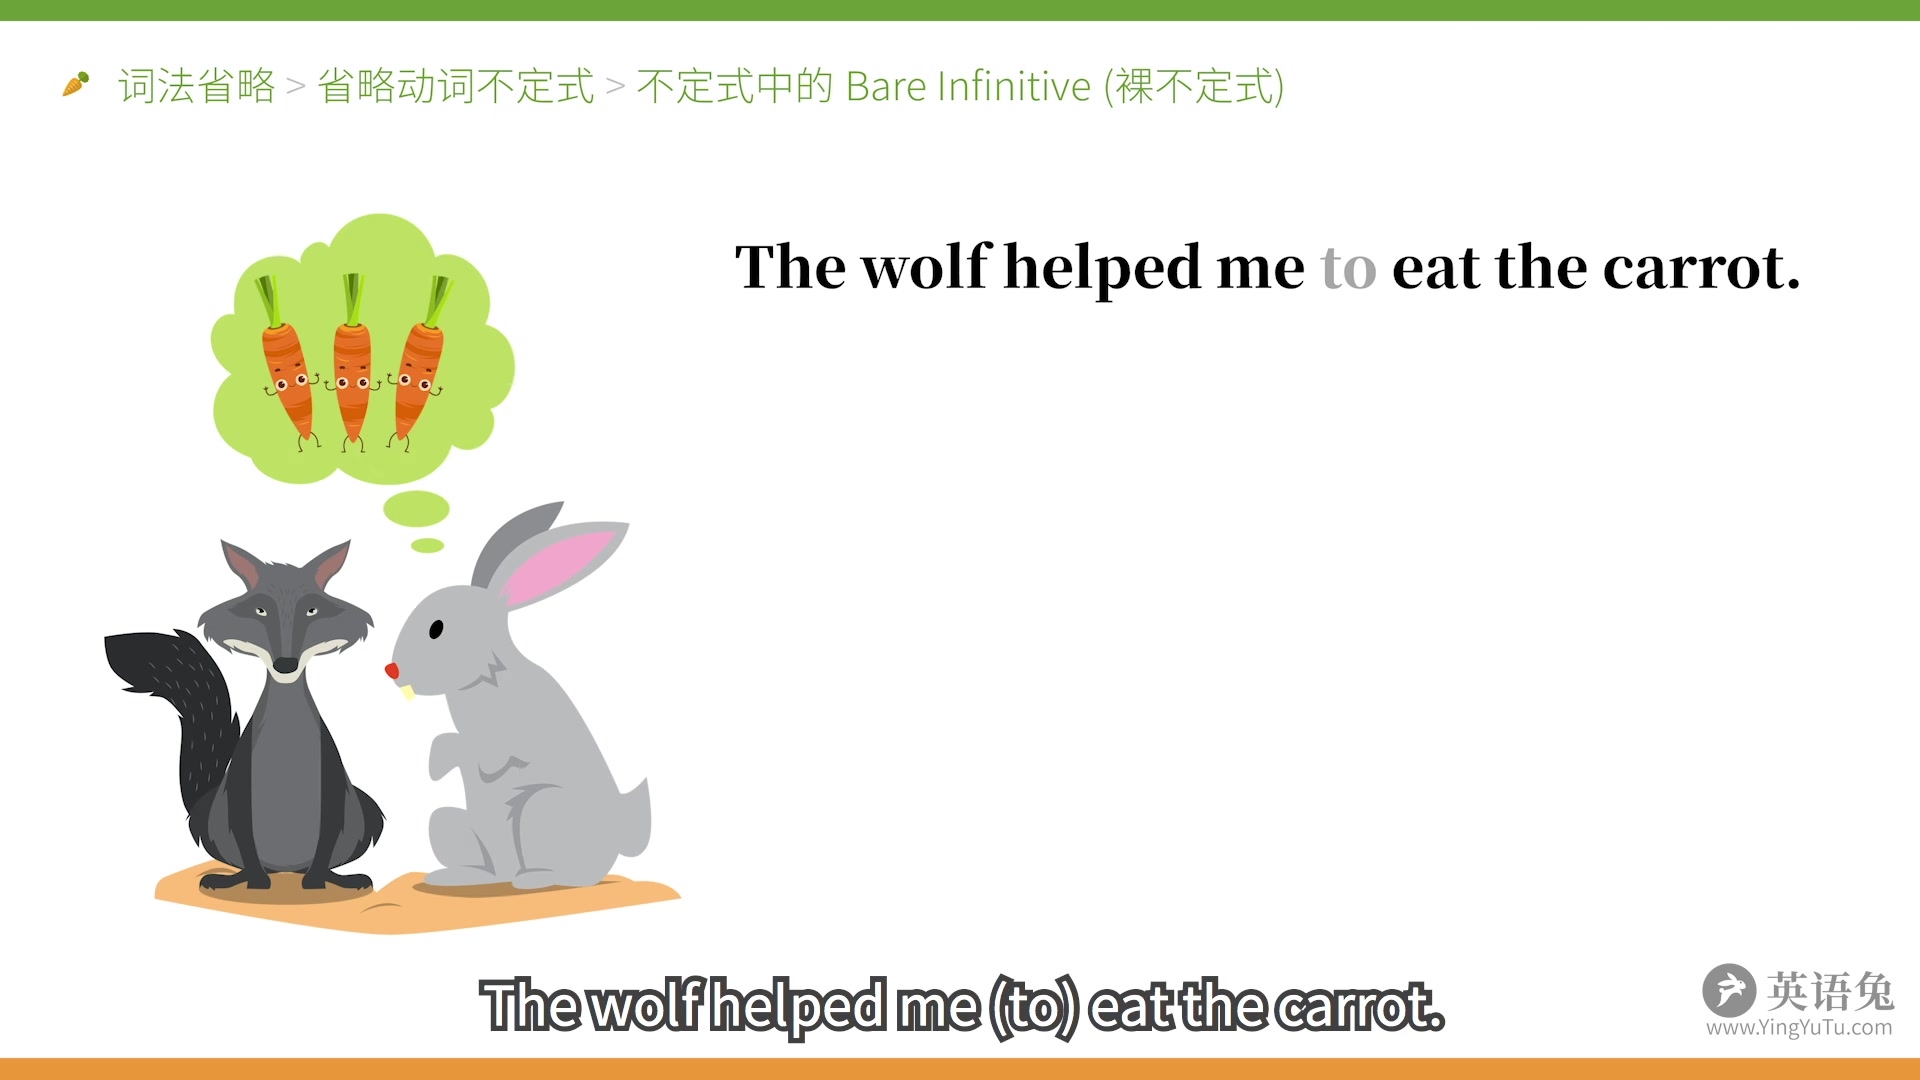 词法省略 > 省略动词不定式 > 不定式中的 Bare Infinitive (裸不定式)
The wolf helped me to eat the carrot.
The wolf helped me (to) eat the carrot.
英语兔
www.YingYuTu.com